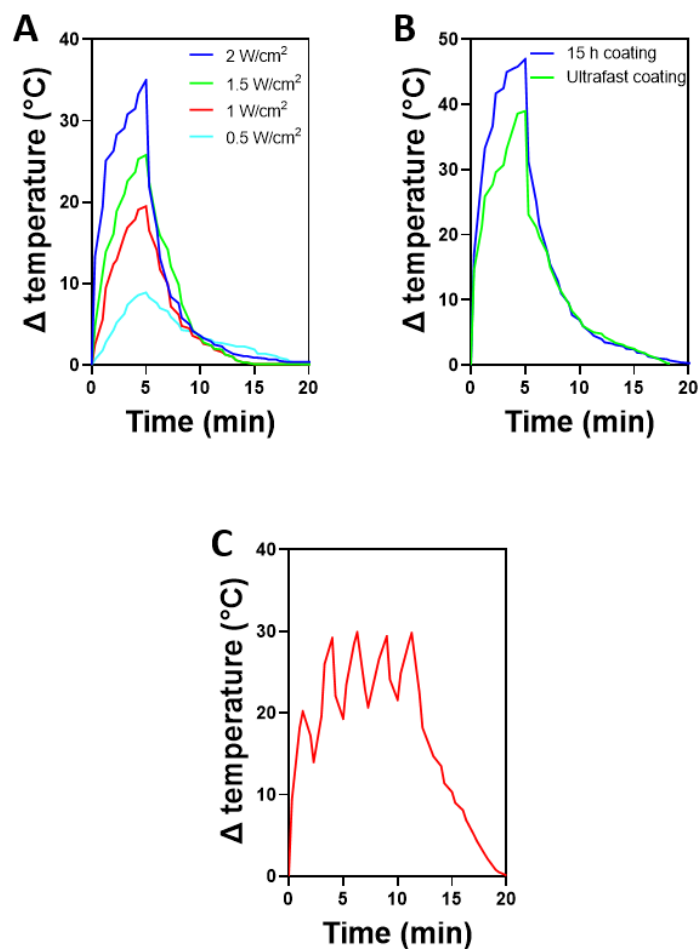 A
Δ temperature (°C)
40
30
20
10
0
2 W/cm²
1.5 W/cm²
1 W/cm²
0.5 W/cm²
0 5 10 15 20
Time (min)
B
Δ temperature (°C)
50
40
30
20
10
0
15 h coating
Ultrafast coating
0 5 10 15 20
Time (min)
C
Δ temperature (°C)
40
30
20
10
0
0 5 10 15 20
Time (min)